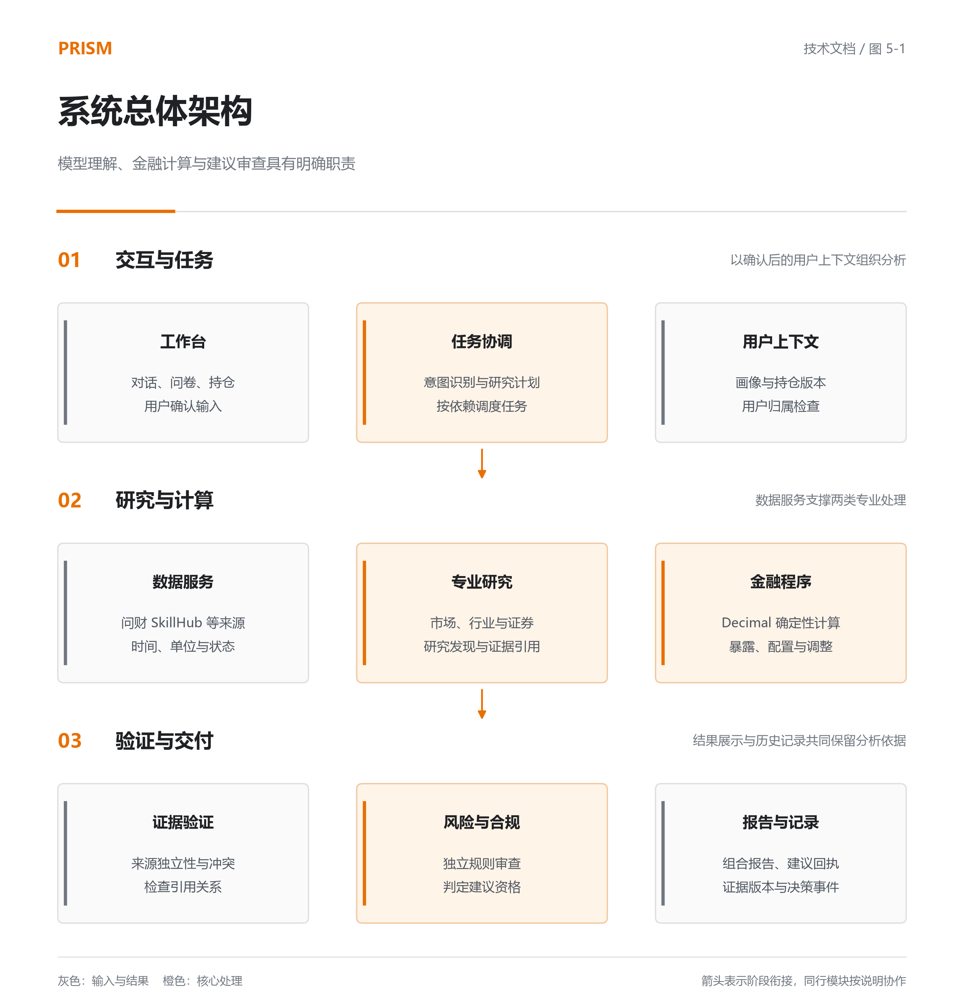 PRISM
技术文档 / 图 5-1
系统总体架构
模型理解、金融计算与建议审查具有明确职责
01 交互与任务
以确认后的用户上下文组织分析
工作台
对话、问卷、持仓
用户确认输入
任务协调
意图识别与研究计划
按依赖调度任务
用户上下文
画像与持仓版本
用户归属检查
02 研究与计算
数据服务支撑两类专业处理
数据服务
问财 SkillHub 等来源
时间、单位与状态
专业研究
市场、行业与证券
研究发现与证据引用
金融程序
Decimal 确定性计算
暴露、配置与调整
03 验证与交付
结果展示与历史记录共同保留分析依据
证据验证
来源独立性与冲突
检查引用关系
风险与合规
独立规则审查
判定建议资格
报告与记录
组合报告、建议回执
证据版本与决策事件
灰色：输入与结果 橙色：核心处理
箭头表示阶段衔接，同行模块按说明协作